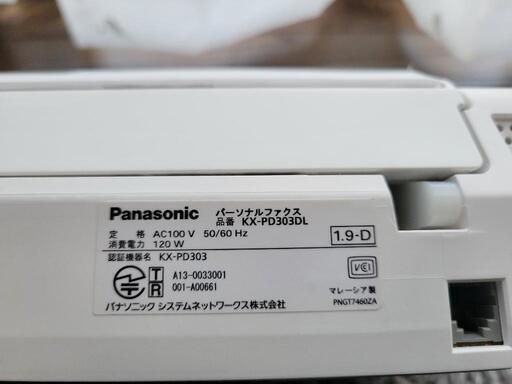 Panasonic パーソナルファクス
品番 KX-PD303DL
定 格 AC100 V 50/60 Hz
消費電力 120 W
1.9-D
認証機器名 KX-PD303
T A13-0033001
R 001-A00661
VCI
パナソニック システムネットワークス株式会社
マレーシア製
PNGT7460ZA